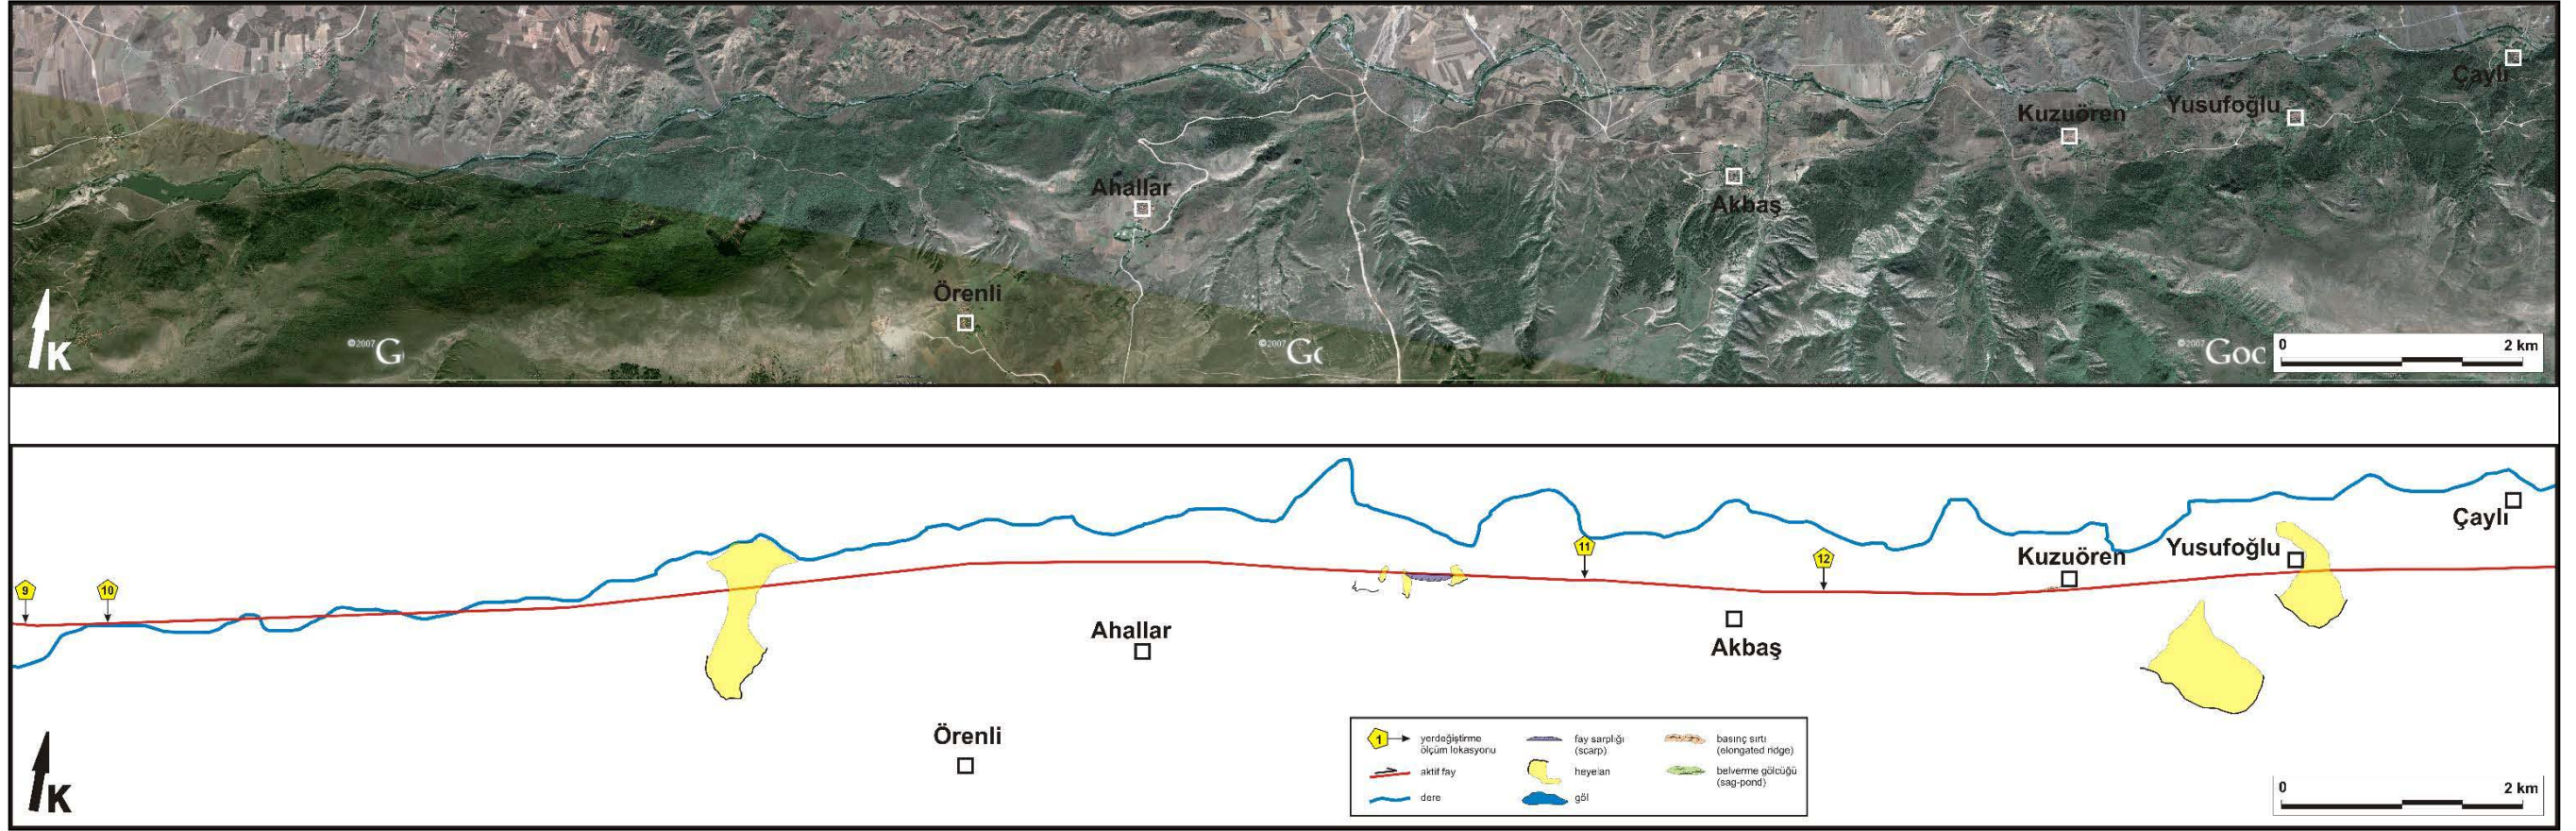 Çaylı
Yusufoğlu
Kuzuören
Ahallar
Akbaş
Örenli
K
©2007 G
©2007 Go
©2007 Goo
0 2 km
9
10
11
12
Çaylı
Yusufoğlu
Kuzuören
Ahallar
Akbaş
Örenli
K
1
yerdeğiştirme
ölçüm lokasyonu
aktif fay
dere
fay sarplığı
(scarp)
heyelan
göl
basınç sırtı
(elongated ridge)
belverme gölcüğü
(sag-pond)
0 2 km